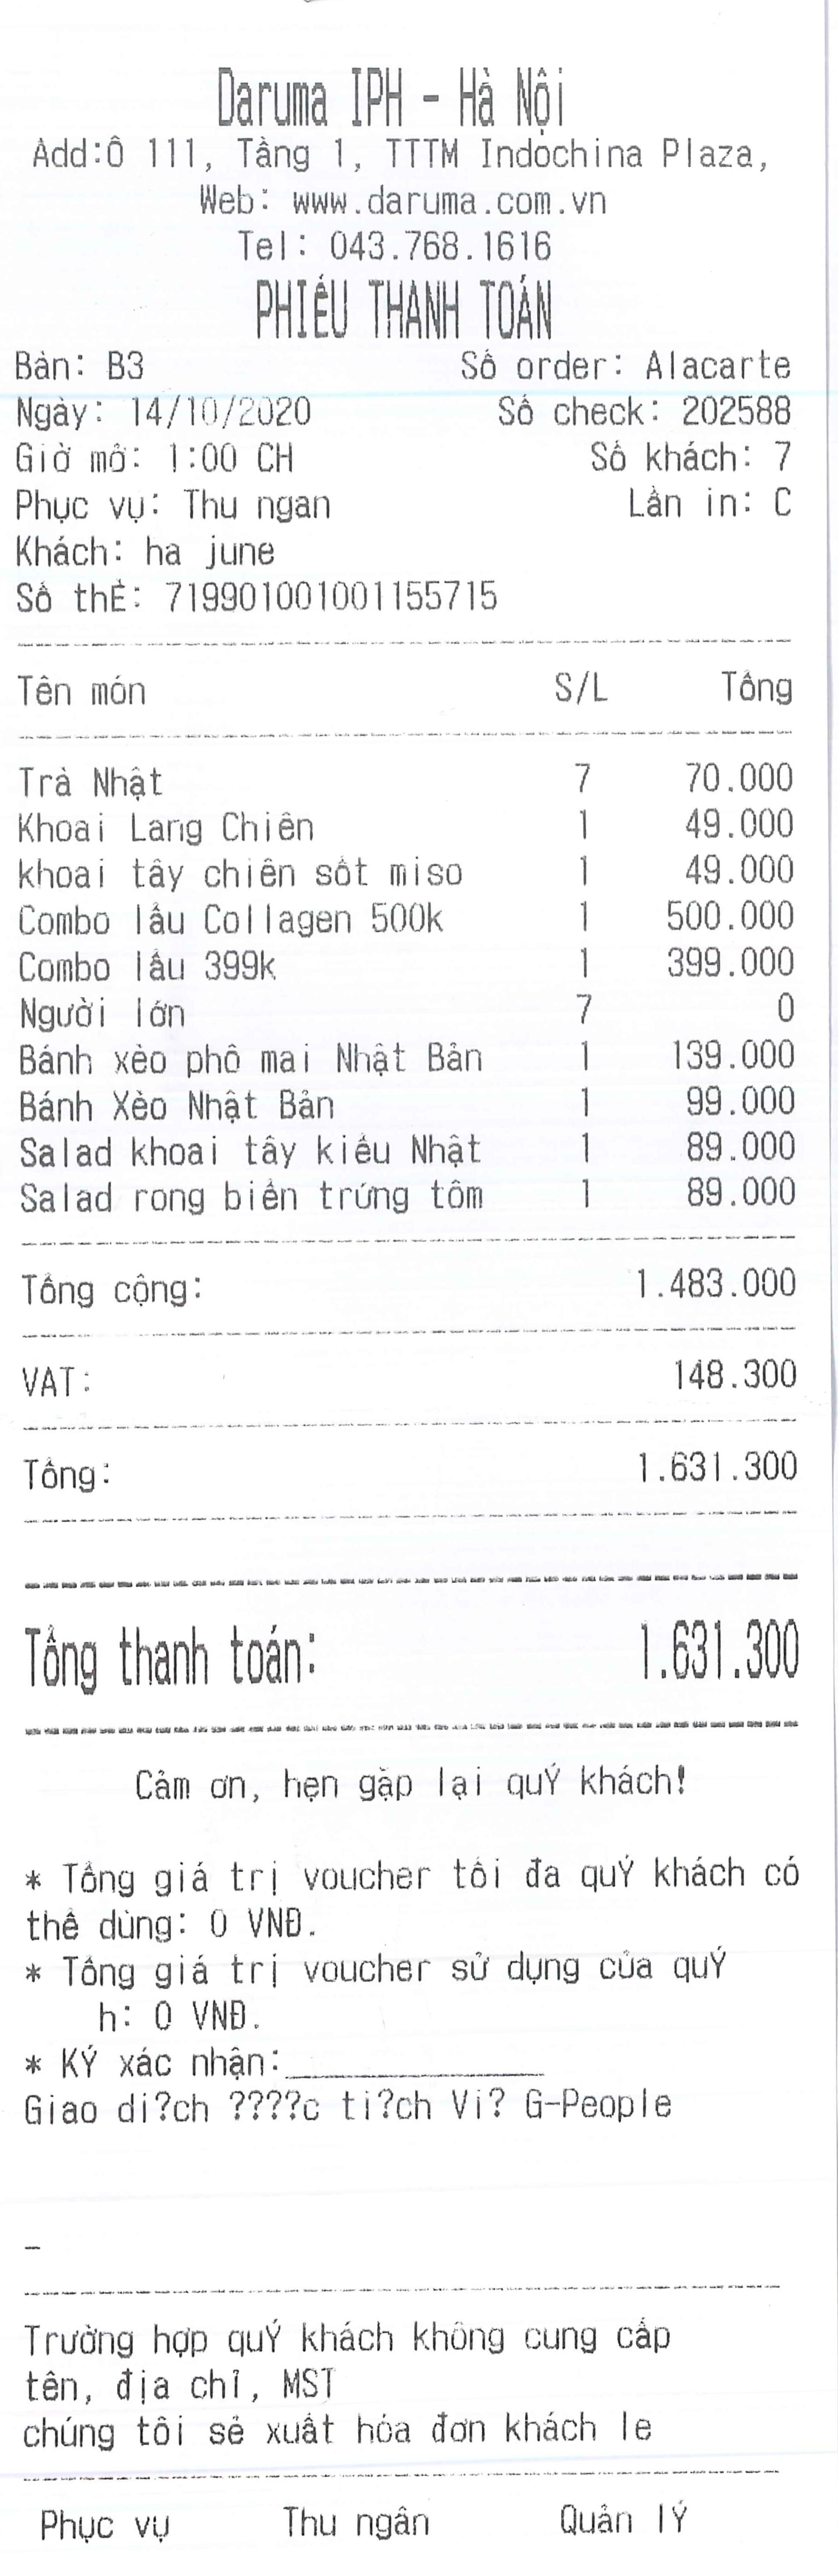 Daruma IPH - Hà Nội
Add:Ô 111, Tầng 1, TTTM Indochina Plaza,
Web: www.daruma.com.vn
Tel: 043.768.1616
PHIẾU THANH TOÁN
Bàn: B3 Số order: Alacarte
Ngày: 14/10/2020 Số check: 202588
Giờ mở: 1:00 CH Số khách: 7
Phục vụ: Thu ngan Lần in: C
Khách: ha june
Số thẺ: 719901001001155715
Tên món S/L Tổng
Trà Nhật 7 70.000
Khoai Lang Chiên 1 49.000
khoai tây chiên sốt miso 1 49.000
Combo lẩu Collagen 500k 1 500.000
Combo lẩu 399k 1 399.000
Người lớn 7 0
Bánh xèo phô mai Nhật Bản 1 139.000
Bánh Xèo Nhật Bản 1 99.000
Salad khoai tây kiểu Nhật 1 89.000
Salad rong biển trứng tôm 1 89.000
Tổng cộng: 1.483.000
VAT: 148.300
Tổng: 1.631.300
Tổng thanh toán: 1.631.300
Cảm ơn, hẹn gặp lại quÝ khách!
* Tổng giá trị voucher tối đa quÝ khách có
thể dùng: 0 VNĐ.
* Tổng giá trị voucher sử dụng của quÝ
h: 0 VNĐ.
* KÝ xác nhận:
Giao di?ch ????c ti?ch Vi? G-People
–
Trường hợp quÝ khách không cung cấp
tên, địa chỉ, MST
chúng tôi sẽ xuất hóa đơn khách le
Phục vụ Thu ngân Quản lÝ